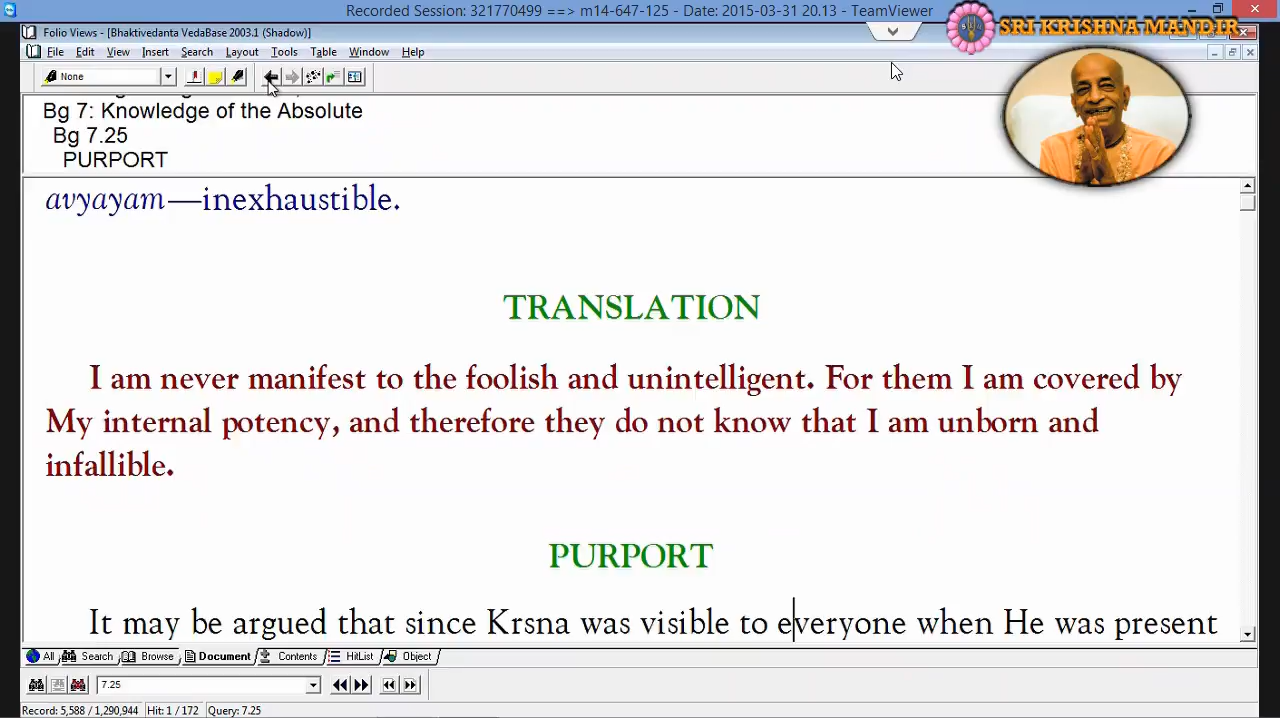 Recorded Session: 321770499 ==> m14-647-125 - Date: 2015-03-31 20.13 - TeamViewer
SRI KRISHNA MANDIR
Folio Views - [Bhaktivedanta VedaBase 2003.1 (Shadow)]
File Edit View Insert Search Layout Tools Table Window Help
None
Bg 7: Knowledge of the Absolute
Bg 7.25
PURPORT
avyayam—inexhaustible.
TRANSLATION
I am never manifest to the foolish and unintelligent. For them I am covered by
My internal potency, and therefore they do not know that I am unborn and
infallible.
PURPORT
It may be argued that since Krsna was visible to everyone when He was present
All Search Browse Document Contents HitList Object
7.25
Record: 5,588 / 1,290,944 Hit: 1 / 172 Query: 7.25